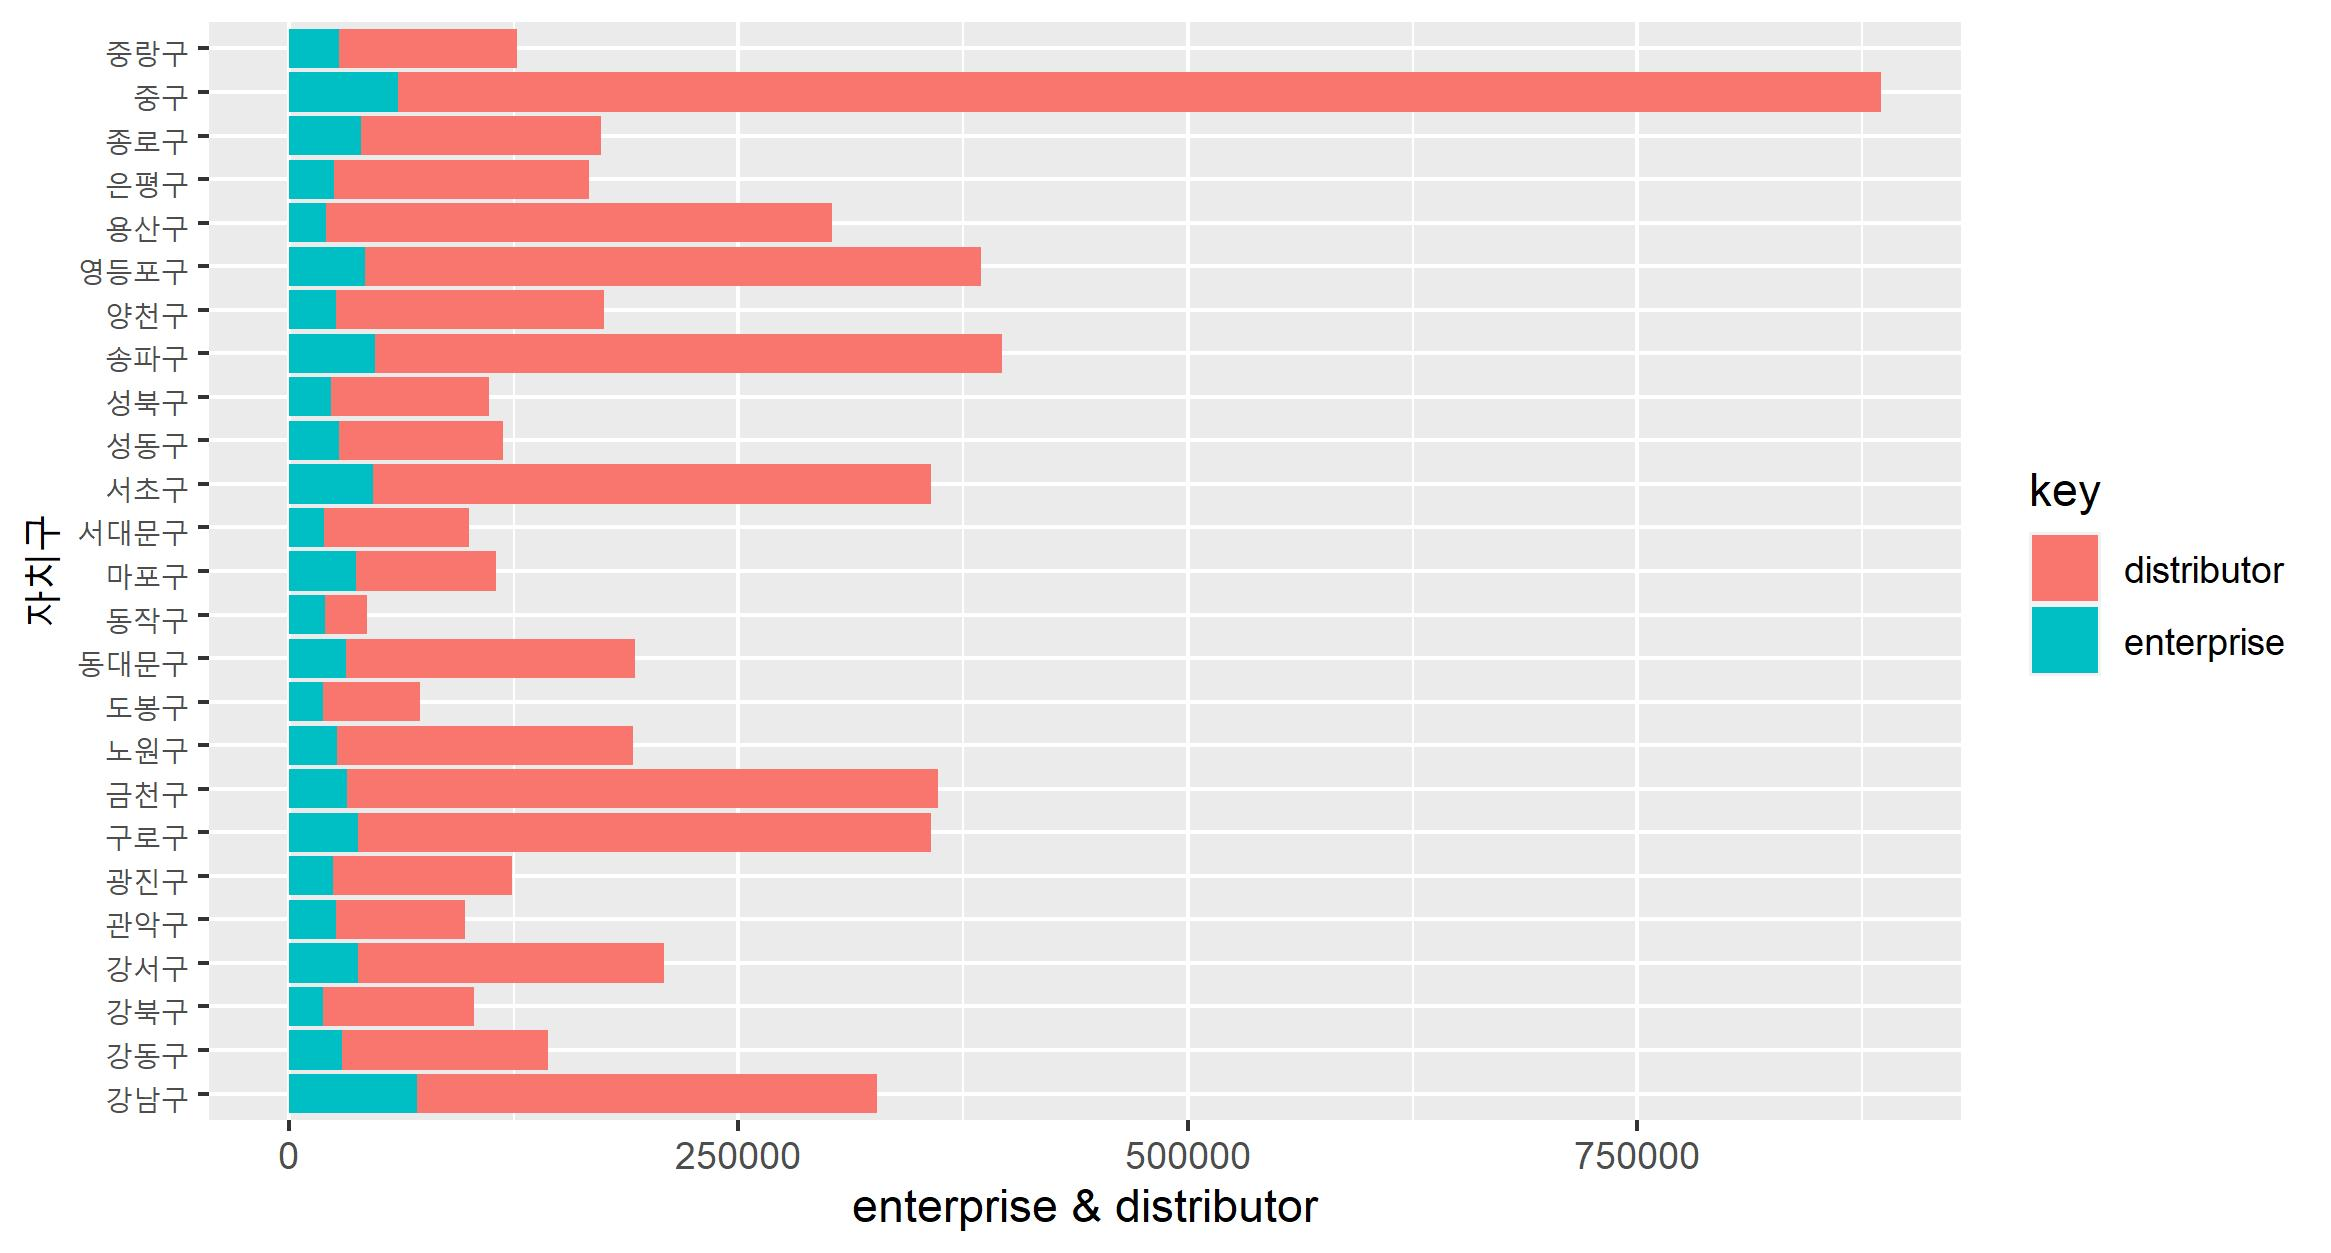 중랑구
중구
종로구
은평구
용산구
영등포구
양천구
송파구
성북구
성동구
서초구
서대문구
마포구
동작구
동대문구
도봉구
노원구
금천구
구로구
광진구
관악구
강서구
강북구
강동구
강남구
자치구
0 250000 500000 750000
enterprise & distributor
key
distributor
enterprise